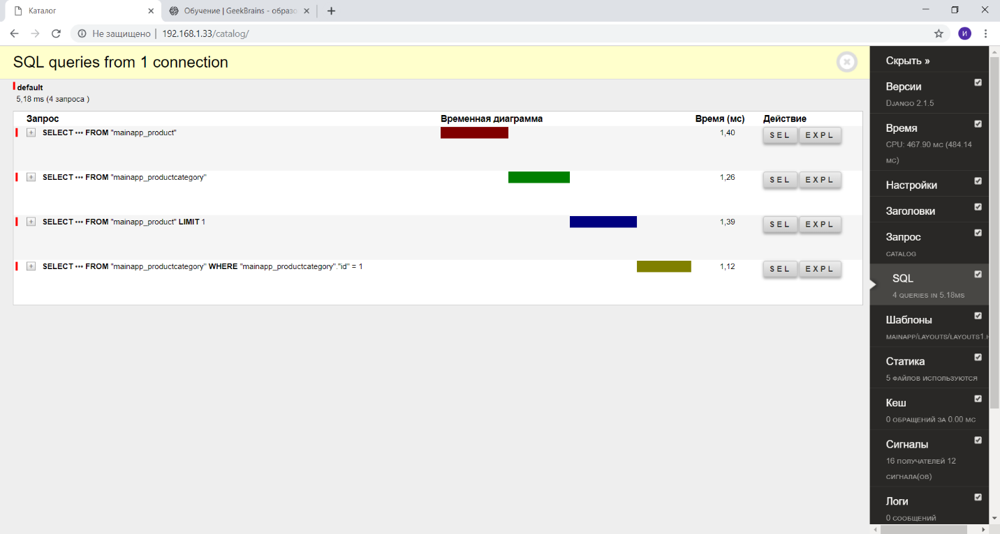 Каталог
Обучение | GeekBrains - образо
Не защищено | 192.168.1.33/catalog/
И
SQL queries from 1 connection
default
5,18 ms (4 запроса )
Запрос Временная диаграмма Время (мс) Действие
+ SELECT ••• FROM "mainapp_product" 1,40 SEL EXPL
+ SELECT ••• FROM "mainapp_productcategory" 1,26 SEL EXPL
+ SELECT ••• FROM "mainapp_product" LIMIT 1 1,39 SEL EXPL
+ SELECT ••• FROM "mainapp_productcategory" WHERE "mainapp_productcategory"."id" = 1 1,12 SEL EXPL
Скрыть »
Версии
Django 2.1.5
Время
CPU: 467.90 мс (484.14
мс)
Настройки
Заголовки
Запрос
catalog
SQL
4 queries in 5.18ms
Шаблоны
mainapp/layouts/layouts1.h
Статика
5 файлов используются
Кеш
0 обращений за 0.00 мс
Сигналы
16 получателей 12
сигнала(ов)
Логи
0 сообщений